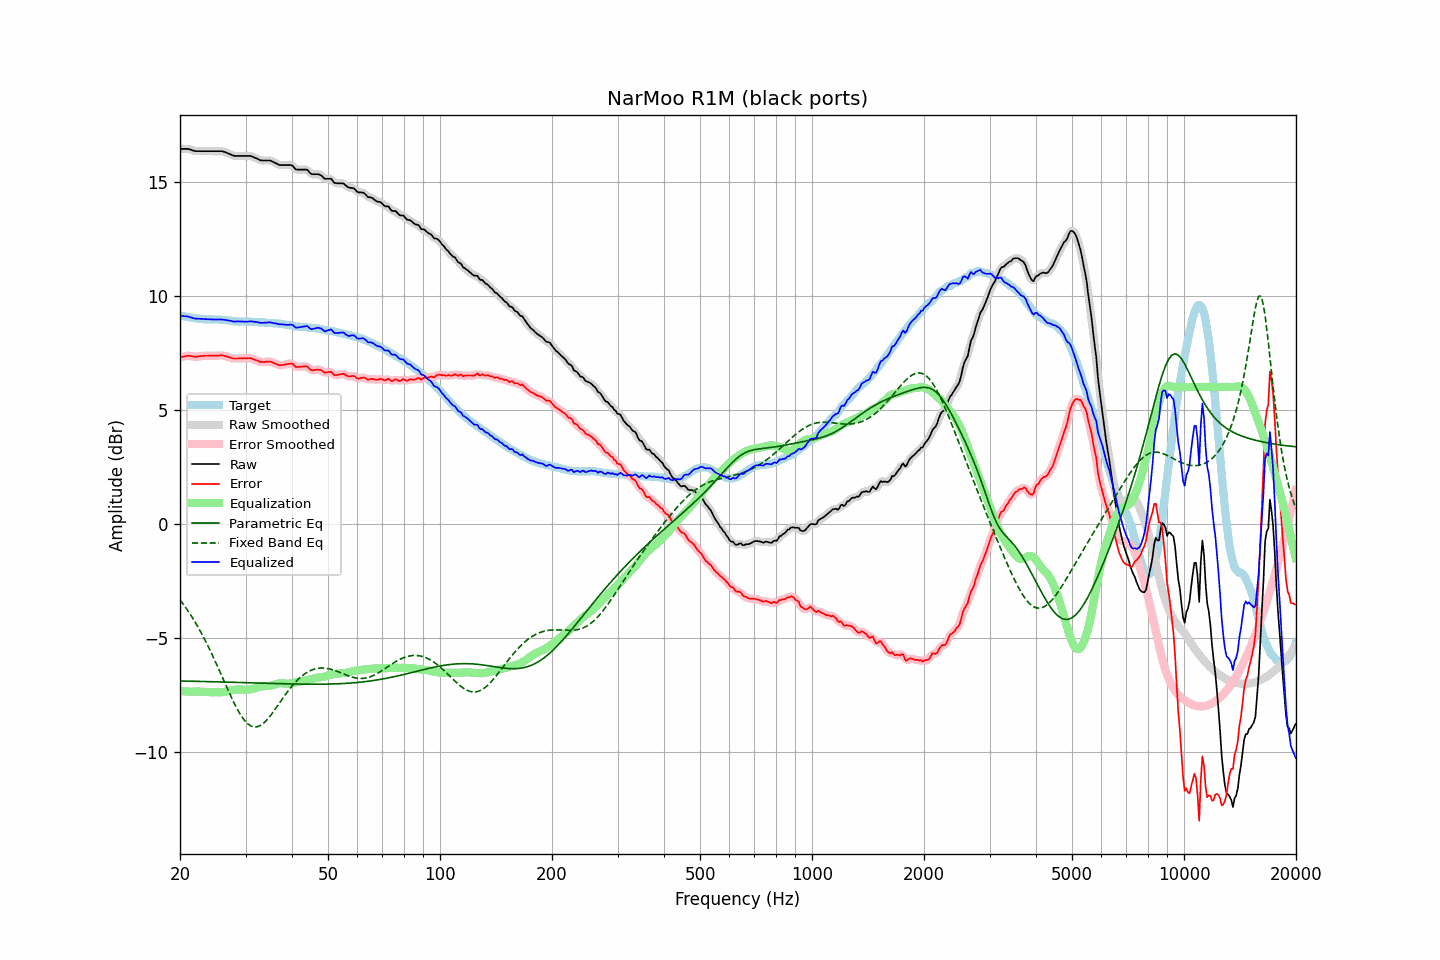 NarMoo R1M (black ports)
Amplitude (dBr)
15
10
5
0
−5
−10
Target
Raw Smoothed
Error Smoothed
Raw
Error
Equalization
Parametric Eq
Fixed Band Eq
Equalized
20 50 100 200 500 1000 2000 5000 10000 20000
Frequency (Hz)